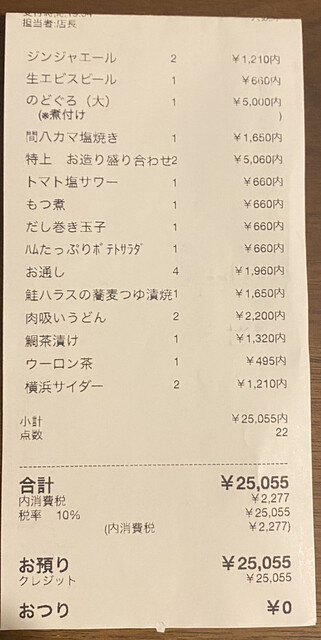 担当者:店長
ジンジャエール 2 ¥1,210内
生エビスビール 1 ¥660内
のどぐろ（大） 1 ¥5,000内
(※煮付け )
間八カマ塩焼き 1 ¥1,650内
特上 お造り盛り合わせ2 ¥5,060内
トマト塩サワー 1 ¥660内
もつ煮 1 ¥660内
だし巻き玉子 1 ¥660内
ﾊﾑたっぷりﾎﾟﾃﾄｻﾗﾀﾞ 1 ¥660内
お通し 4 ¥1,960内
鮭ハラスの蕎麦つゆ漬焼1 ¥1,650内
肉吸いうどん 2 ¥2,200内
鯛茶漬け 1 ¥1,320内
ウーロン茶 1 ¥495内
横浜サイダー 2 ¥1,210内
小計 ¥25,055内
点数 22
合計 ¥25,055
内消費税 ¥2,277
税率 10% ¥25,055
(内消費税 ¥2,277)
お預り ¥25,055
クレジット ¥25,055
おつり ¥0